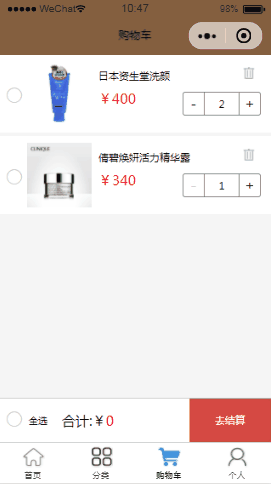 WeChat 10:47 98%
购物车
日本资生堂洗颜
￥400
- 2 +
CLINIQUE
倩碧焕妍活力精华露
￥340
- 1 +
全选 合计:￥0 去结算
首页 分类 购物车 个人